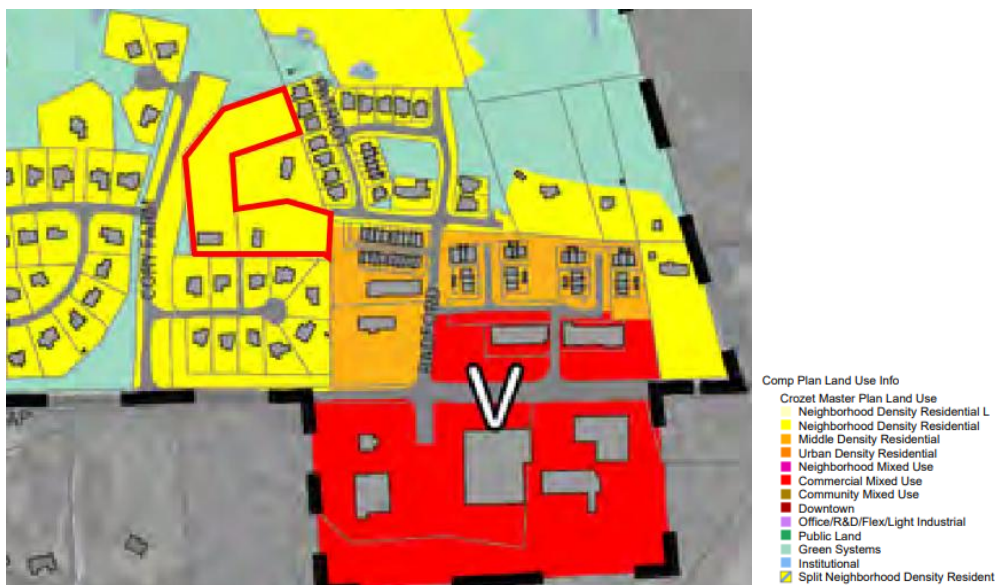 V
Comp Plan Land Use Info
Crozet Master Plan Land Use
Neighborhood Density Residential L
Neighborhood Density Residential
Middle Density Residential
Urban Density Residential
Neighborhood Mixed Use
Commercial Mixed Use
Community Mixed Use
Downtown
Office/R&D/Flex/Light Industrial
Public Land
Green Systems
Institutional
Split Neighborhood Density Resident